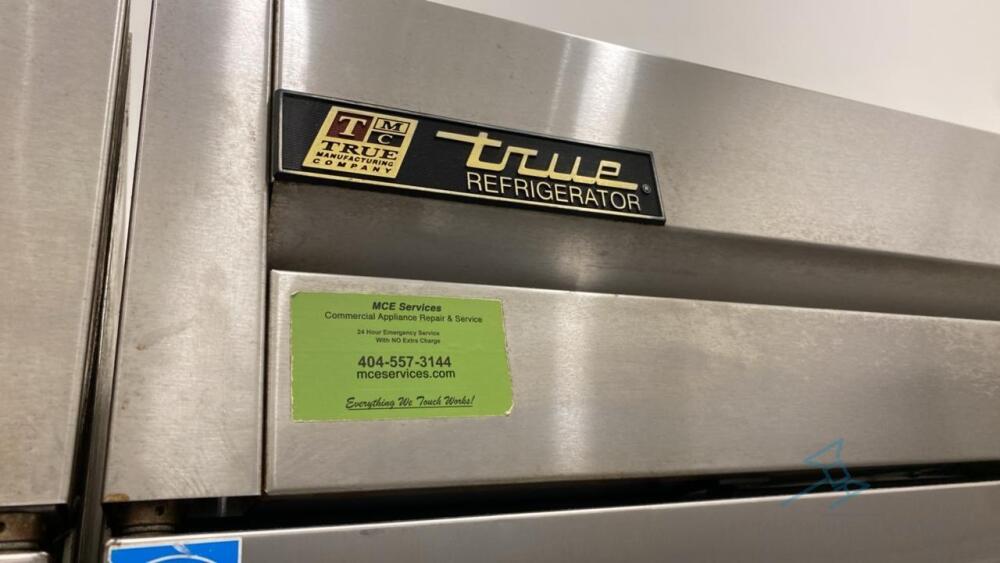 T M
C
TRUE
MANUFACTURING
COMPANY
true
REFRIGERATOR®
MCE Services
Commercial Appliance Repair & Service
24 Hour Emergency Service
With NO Extra Charge
404-557-3144
mceservices.com
Everything We Touch Works!